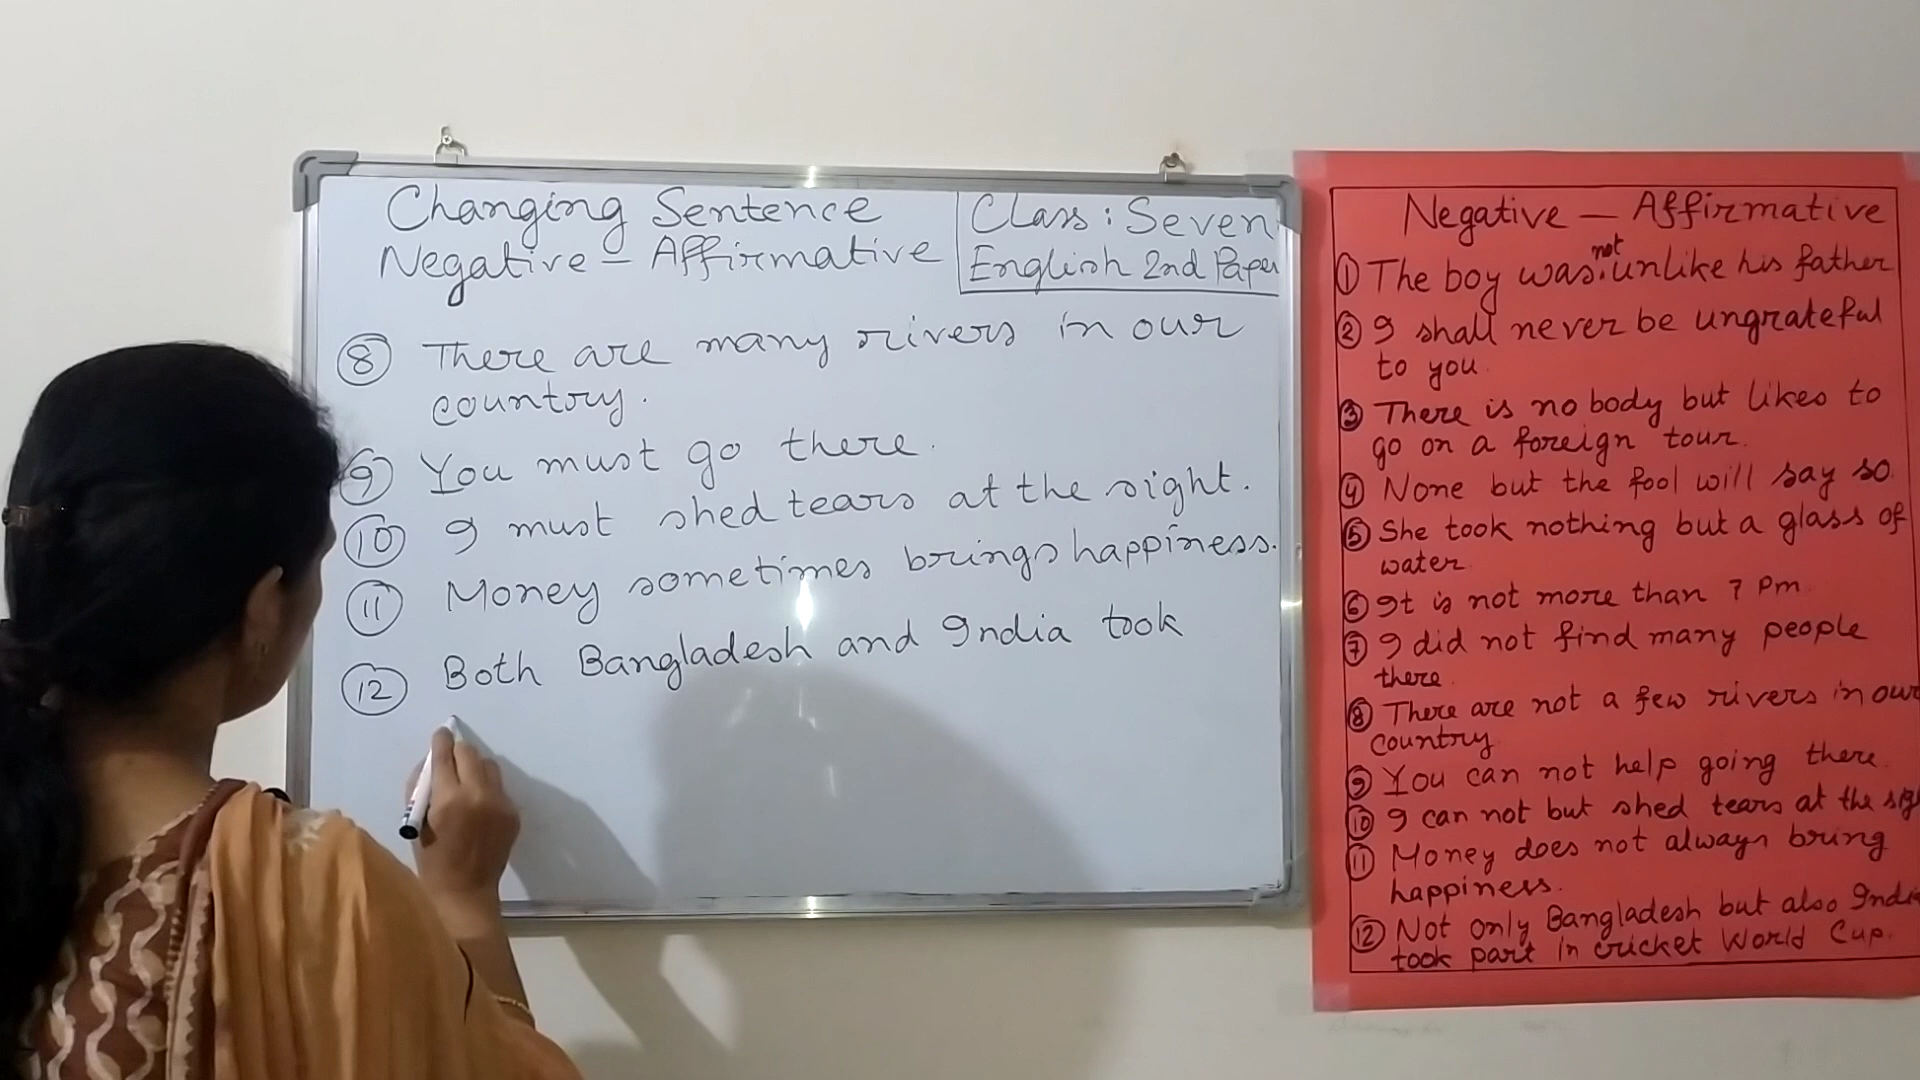 Changing Sentence
Negative – Affirmative
Class : Seven
English 2nd Paper
8 There are many rivers in our
country.
9 You must go there.
10 I must shed tears at the sight.
11 Money sometimes brings happiness.
12 Both Bangladesh and India took
Negative – Affirmative
not
1 The boy was unlike his father
2 I shall never be ungrateful
to you.
3 There is no body but likes to
go on a foreign tour.
4 None but the fool will say so.
5 She took nothing but a glass of
water.
6 It is not more than 7 Pm
7 I did not find many people
there.
8 There are not a few rivers in our
country
9 You can not help going there.
10 I can not but shed tears at the
11 Money does not always bring
happiness.
12 Not only Bangladesh but also India
took part in cricket World Cup.